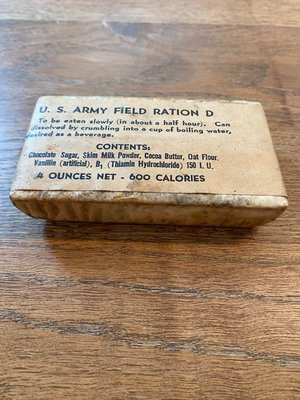 U. S. ARMY FIELD RATION D
To be eaten slowly (in about a half hour). Can
dissolved by crumbling into a cup of boiling water,
desired as a beverage.
CONTENTS:
Chocolate Sugar, Skim Milk Powder, Cocoa Butter, Oat Flour,
Vanillin (artificial), B₁ (Thiamin Hydrochloride) 150 I. U.
4 OUNCES NET - 600 CALORIES